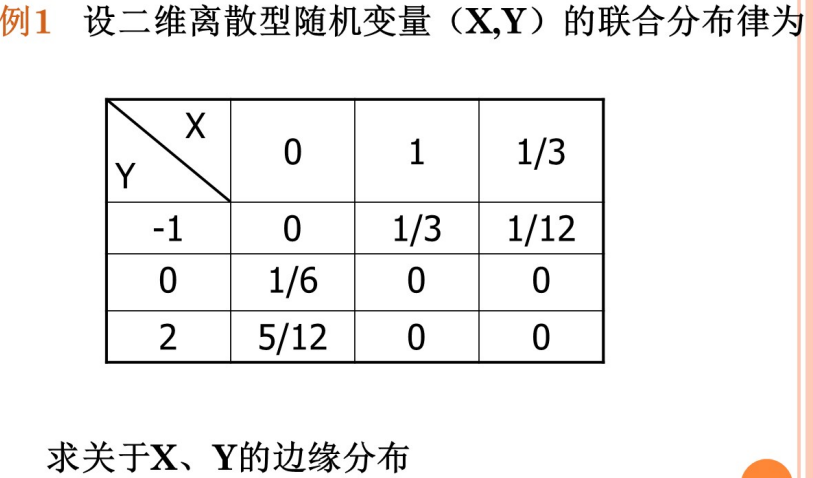 例1 设二维离散型随机变量（X,Y）的联合分布律为
X
Y
0 1 1/3
-1 0 1/3 1/12
0 1/6 0 0
2 5/12 0 0
求关于X、Y的边缘分布